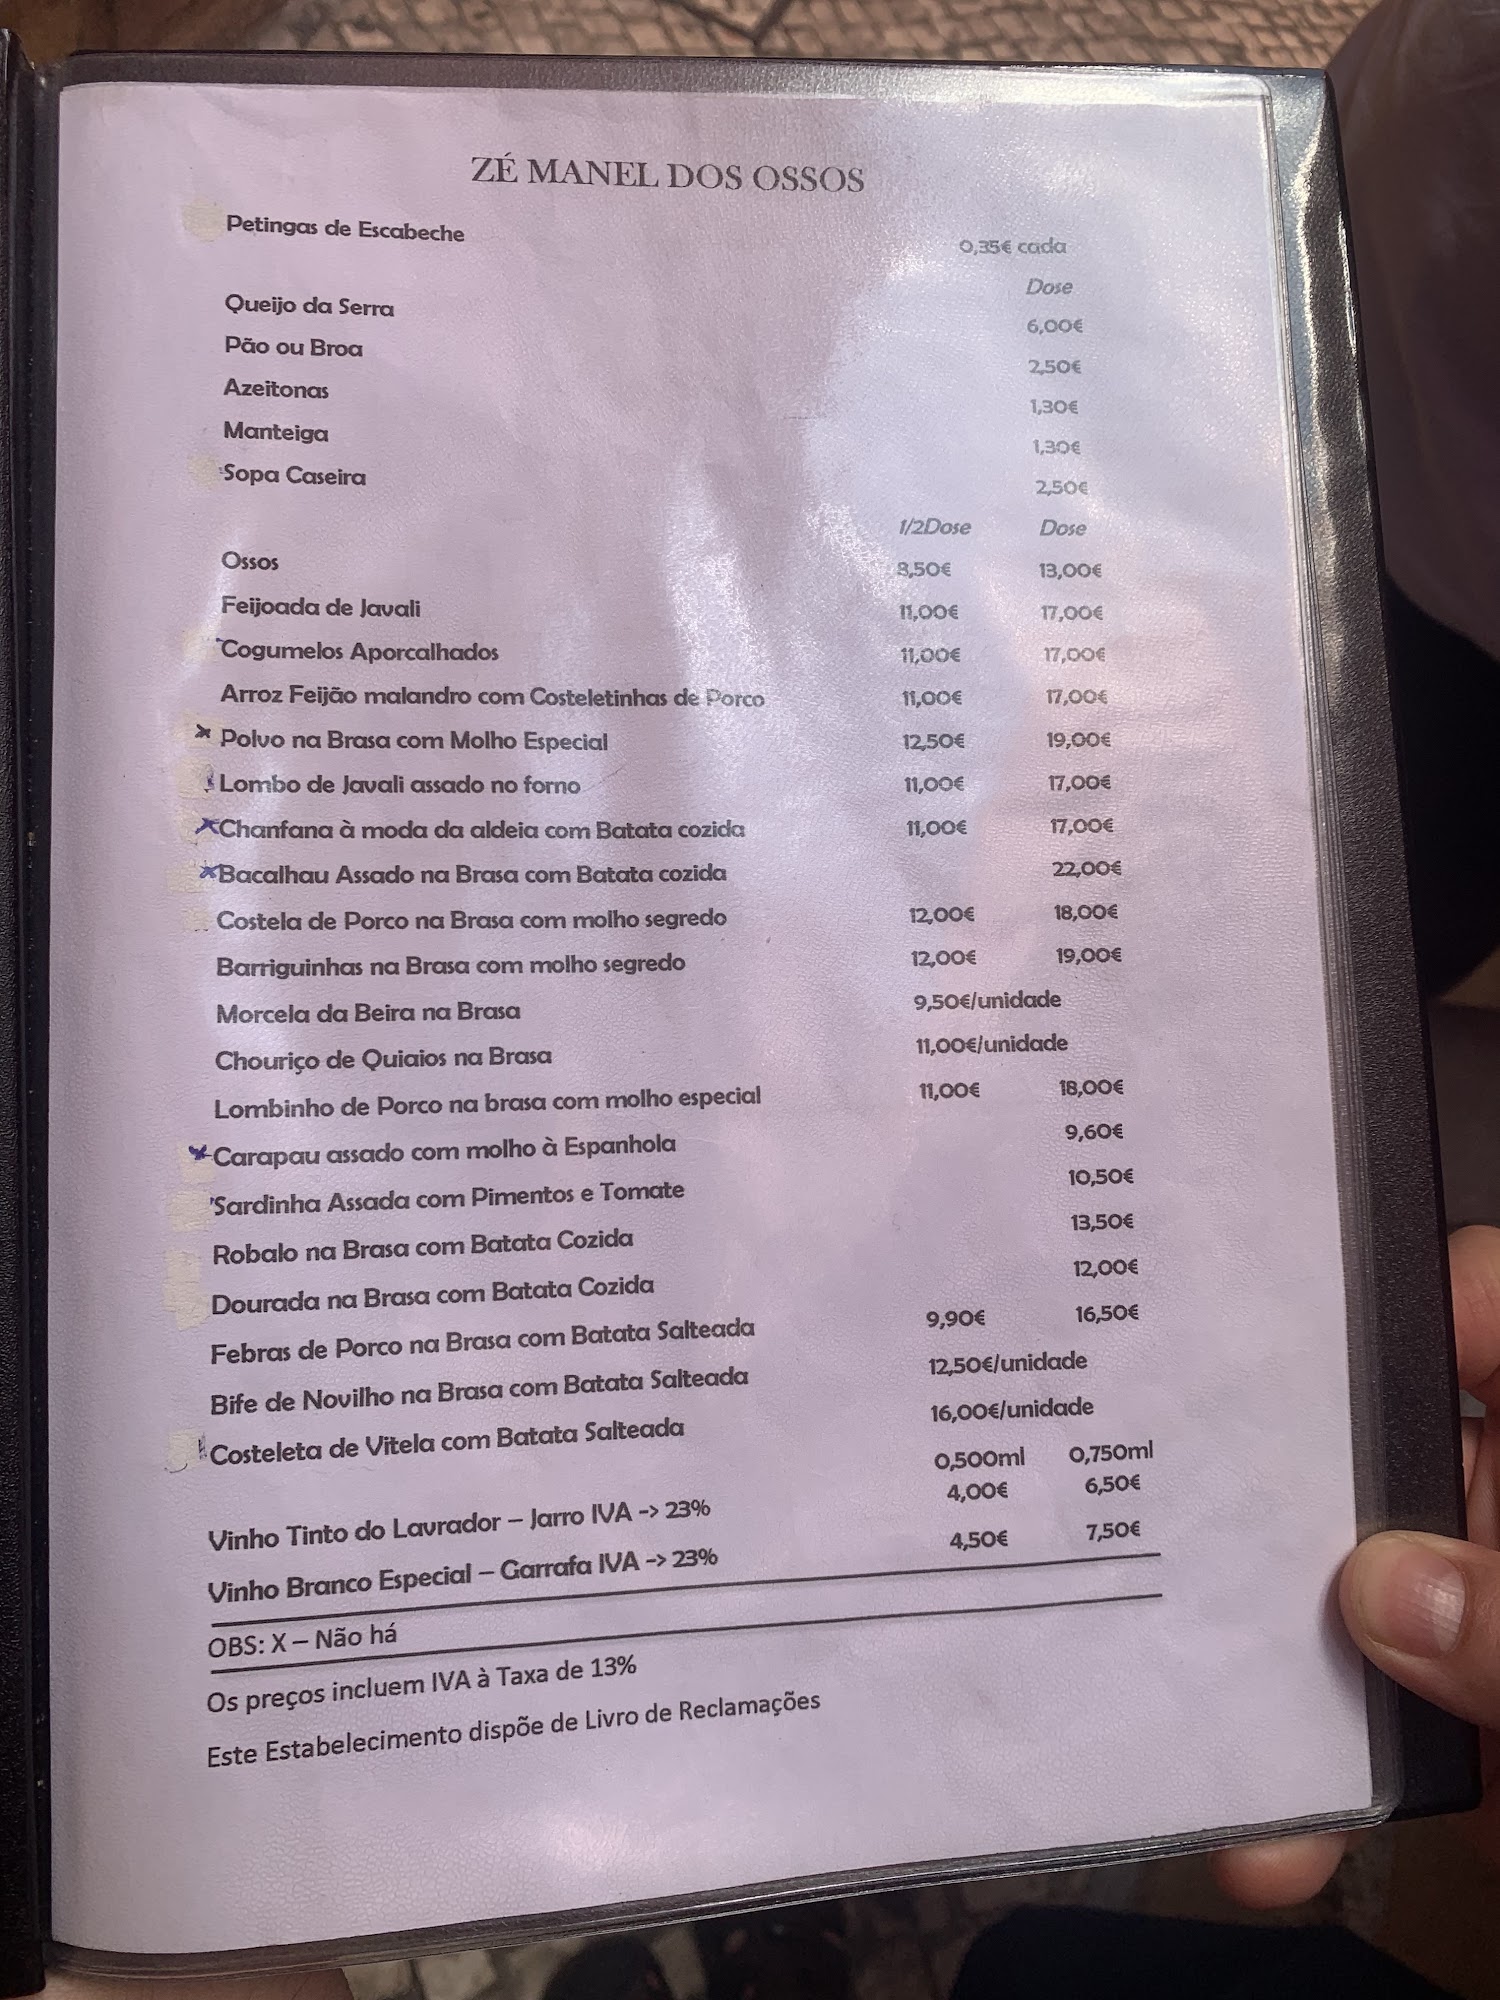 ZÉ MANEL DOS OSSOS
Petingas de Escabeche 0,35€ cada
Dose
Queijo da Serra 6,00€
Pão ou Broa 2,50€
Azeitonas 1,30€
Manteiga 1,30€
Sopa Caseira 2,50€
1/2Dose Dose
Ossos 8,50€ 13,00€
Feijoada de Javali 11,00€ 17,00€
Cogumelos Aporcalhados 11,00€ 17,00€
Arroz Feijão malandro com Costeletinhas de Porco 11,00€ 17,00€
x Polvo na Brasa com Molho Especial 12,50€ 19,00€
Lombo de Javali assado no forno 11,00€ 17,00€
x Chanfana à moda da aldeia com Batata cozida 11,00€ 17,00€
x Bacalhau Assado na Brasa com Batata cozida 22,00€
Costela de Porco na Brasa com molho segredo 12,00€ 18,00€
Barriguinhas na Brasa com molho segredo 12,00€ 19,00€
Morcela da Beira na Brasa 9,50€/unidade
Chouriço de Quiaios na Brasa 11,00€/unidade
Lombinho de Porco na brasa com molho especial 11,00€ 18,00€
x Carapau assado com molho à Espanhola 9,60€
Sardinha Assada com Pimentos e Tomate 10,50€
Robalo na Brasa com Batata Cozida 13,50€
Dourada na Brasa com Batata Cozida 12,00€
Febras de Porco na Brasa com Batata Salteada 9,90€ 16,50€
Bife de Novilho na Brasa com Batata Salteada 12,50€/unidade
Costeleta de Vitela com Batata Salteada 16,00€/unidade
0,500ml 0,750ml
Vinho Tinto do Lavrador – Jarro IVA -> 23% 4,00€ 6,50€
Vinho Branco Especial – Garrafa IVA -> 23% 4,50€ 7,50€
OBS: X – Não há
Os preços incluem IVA à Taxa de 13%
Este Estabelecimento dispõe de Livro de Reclamações